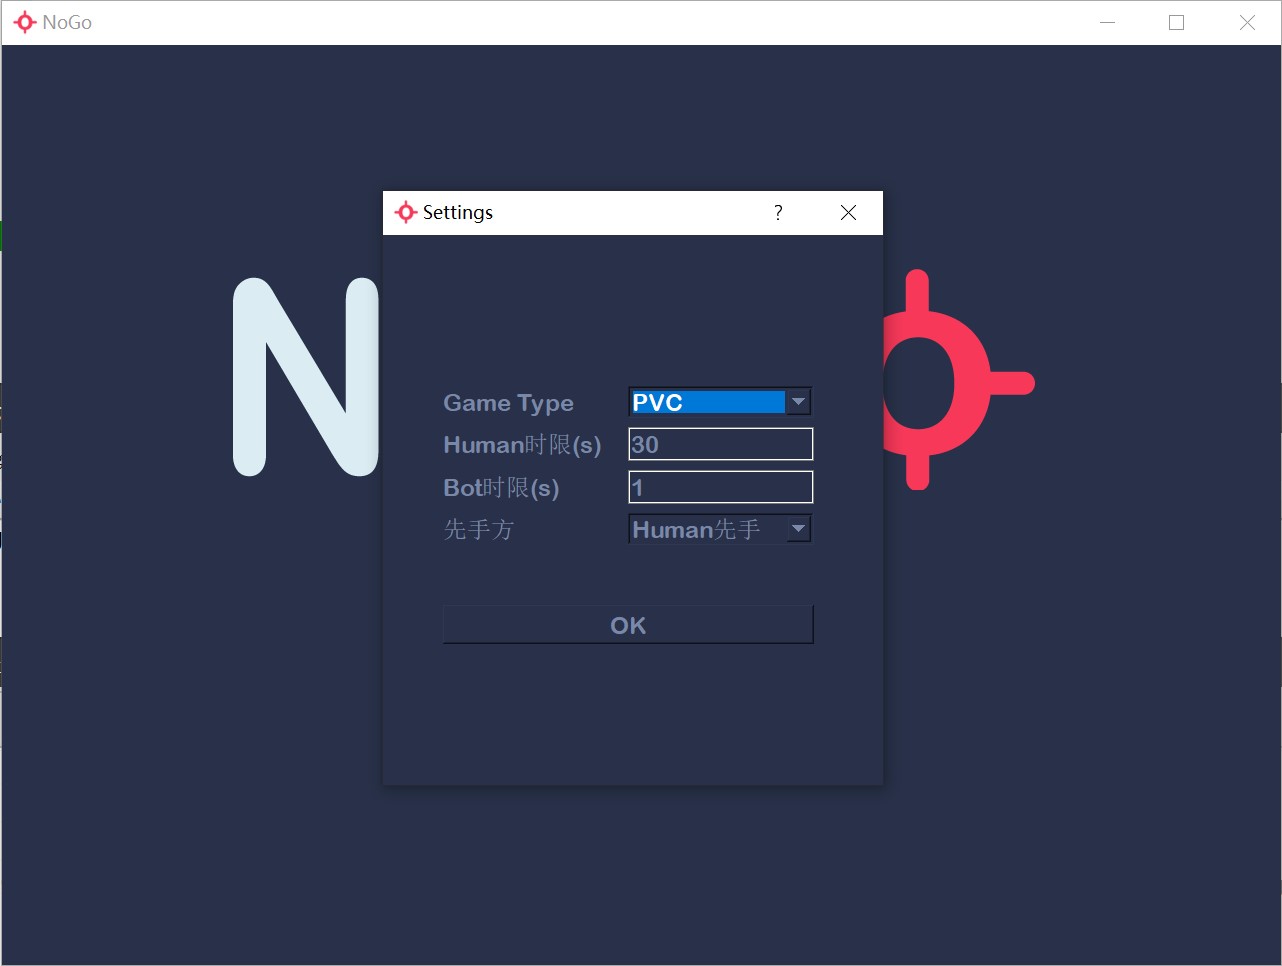 NoGo
Settings
N
Game Type PVC
Human时限(s) 30
Bot时限(s) 1
先手方 Human先手
OK